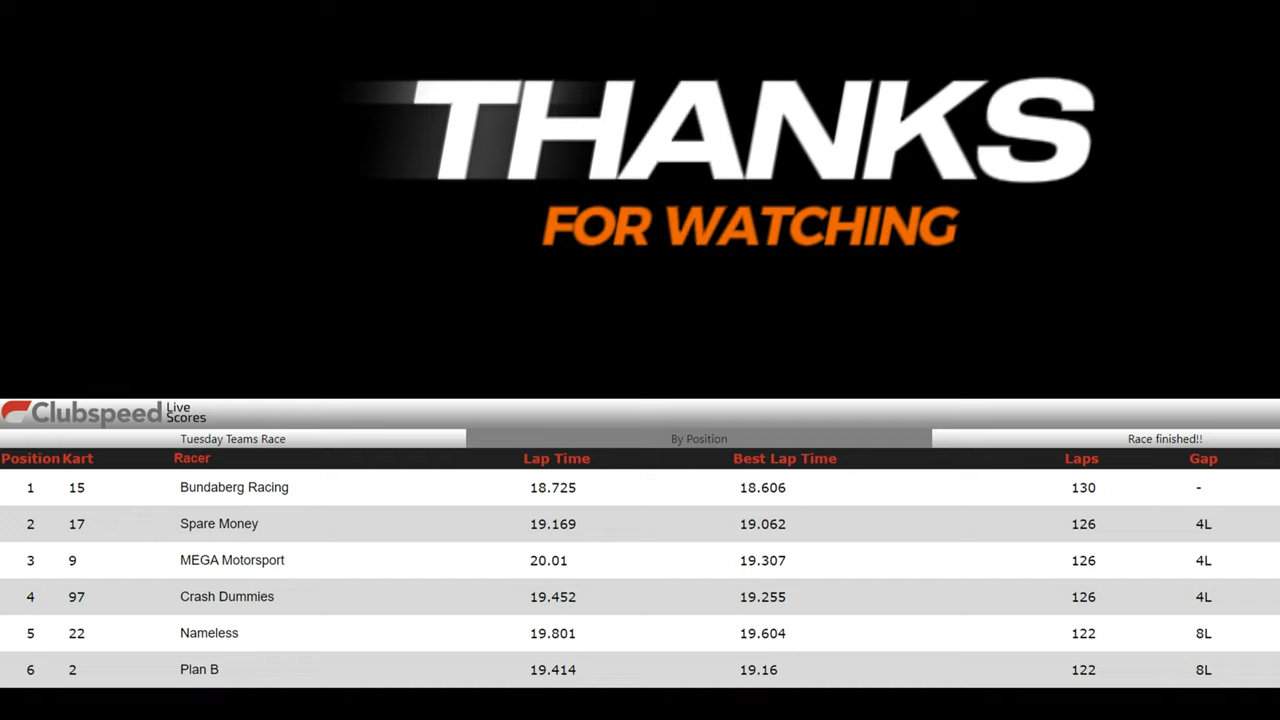 THANKS
FOR WATCHING
Clubspeed Live Scores
Tuesday Teams Race By Position Race finished!!
Position Kart Racer Lap Time Best Lap Time Laps Gap
1 15 Bundaberg Racing 18.725 18.606 130 -
2 17 Spare Money 19.169 19.062 126 4L
3 9 MEGA Motorsport 20.01 19.307 126 4L
4 97 Crash Dummies 19.452 19.255 126 4L
5 22 Nameless 19.801 19.604 122 8L
6 2 Plan B 19.414 19.16 122 8L